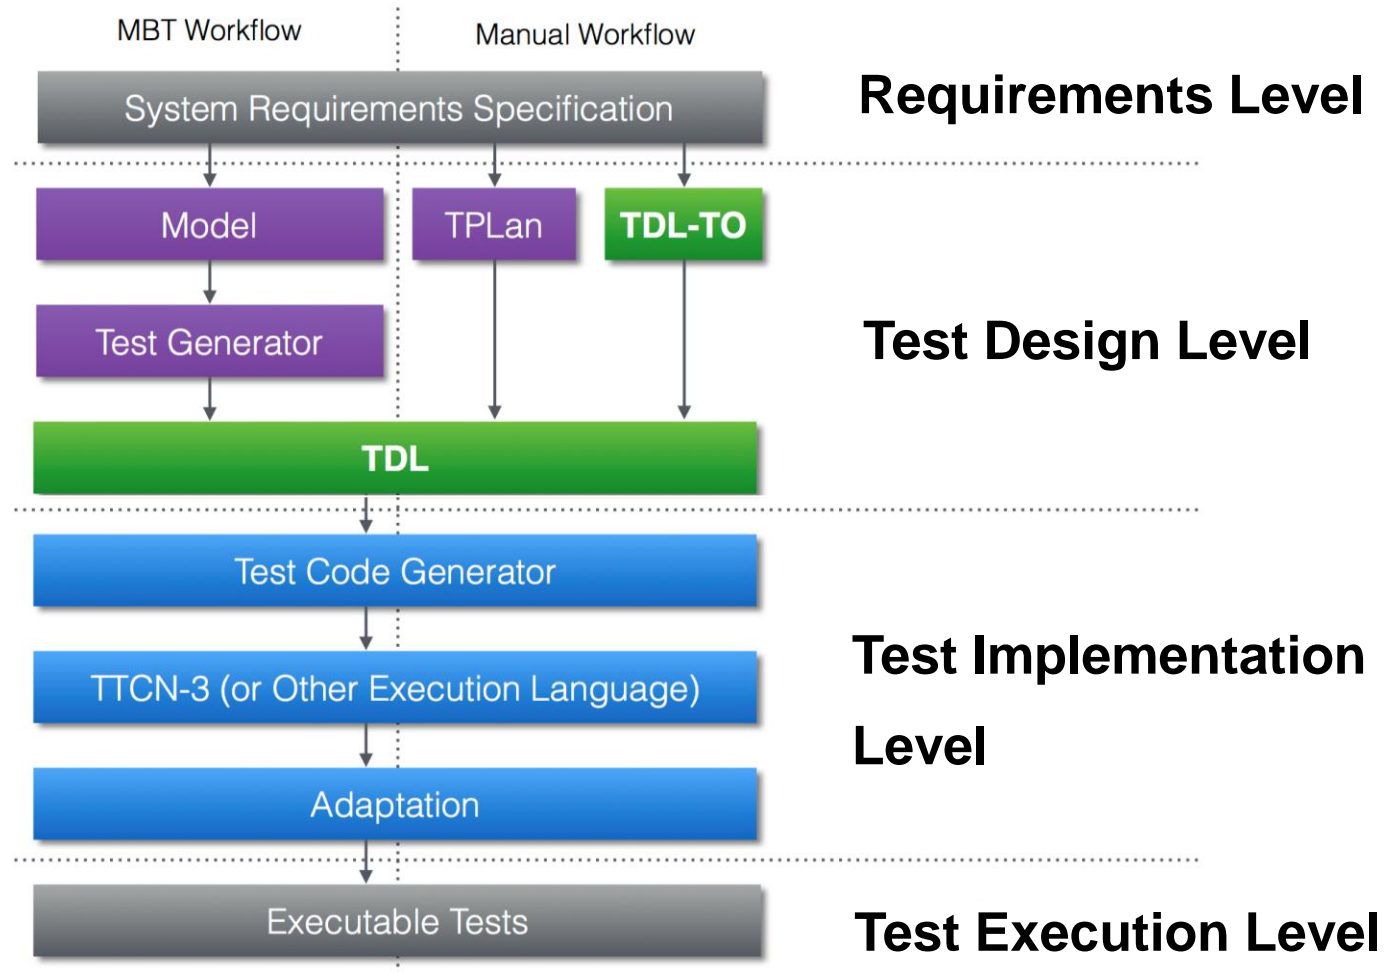 MBT Workflow
Manual Workflow
System Requirements Specification
Requirements Level
Model
TPLan
TDL-TO
Test Generator
Test Design Level
TDL
Test Code Generator
TTCN-3 (or Other Execution Language)
Test Implementation
Level
Adaptation
Executable Tests
Test Execution Level